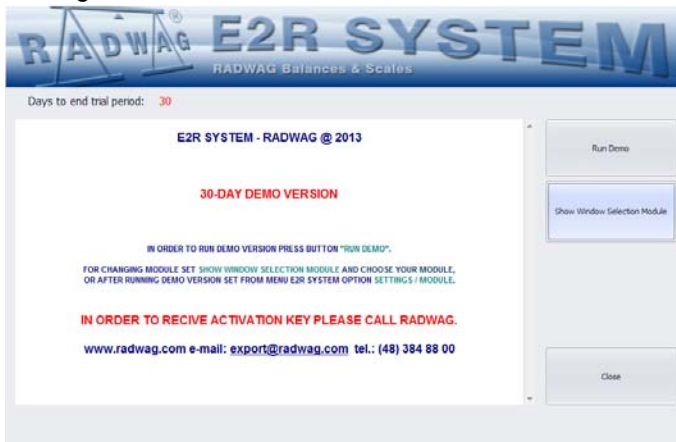 RADWAG® E2R SYSTEM
RADWAG Balances & Scales
Days to end trial period: 30
E2R SYSTEM - RADWAG @ 2013
30-DAY DEMO VERSION
IN ORDER TO RUN DEMO VERSION PRESS BUTTON "RUN DEMO".
FOR CHANGING MODULE SET SHOW WINDOW SELECTION MODULE AND CHOOSE YOUR MODULE,
OR AFTER RUNNING DEMO VERSION SET FROM MENU E2R SYSTEM OPTION SETTINGS / MODULE.
IN ORDER TO RECIVE ACTIVATION KEY PLEASE CALL RADWAG.
www.radwag.com e-mail: export@radwag.com tel.: (48) 384 88 00
Run Demo
Show Window Selection Module
Close